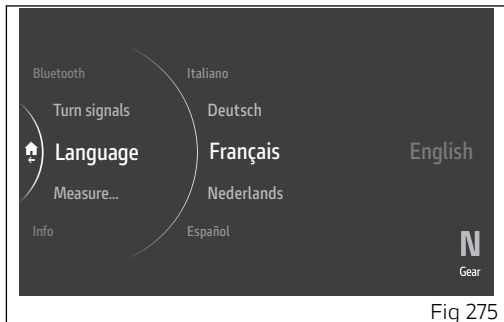 Bluetooth
Turn signals
Language
Measure...
Info
Italiano
Deutsch
Français
Nederlands
Español
English
N
Gear
Fig 275